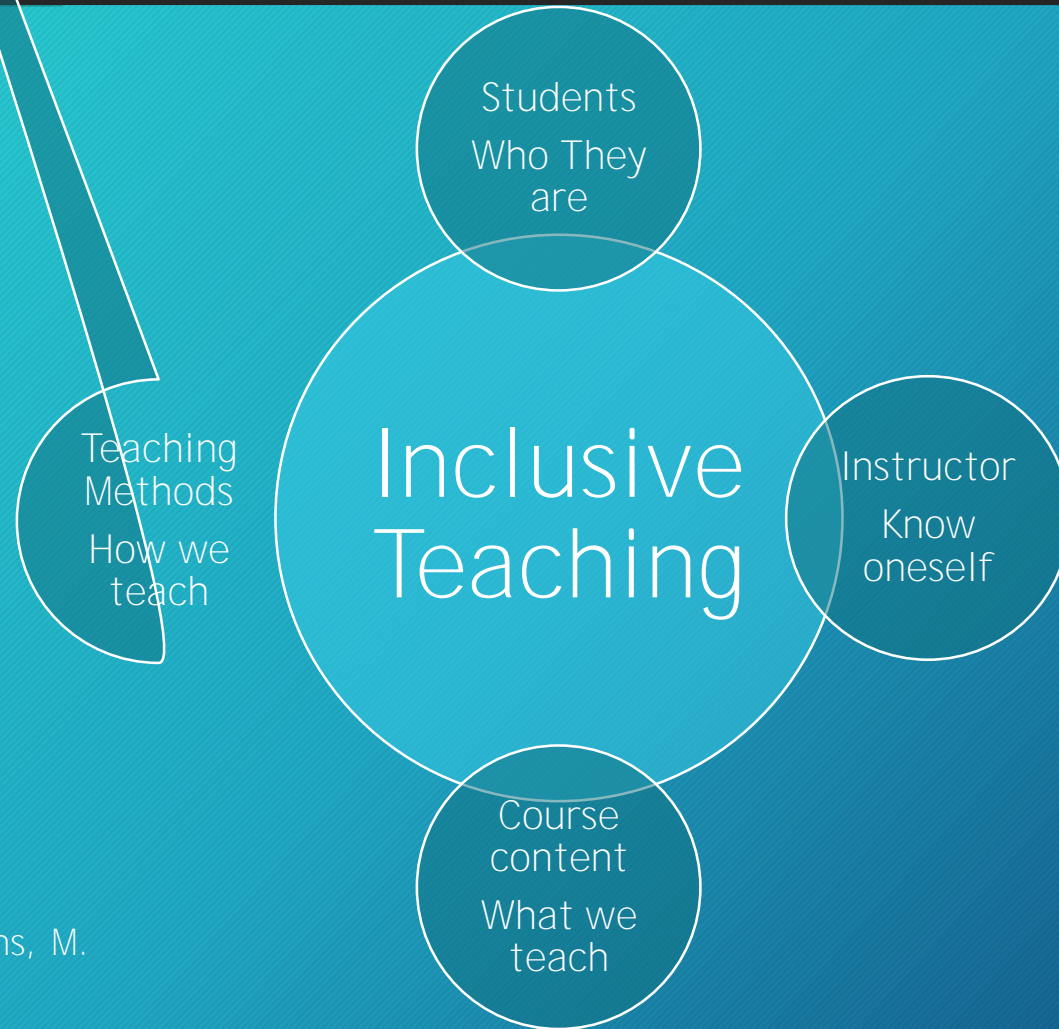 Students
Who They
are
Inclusive
Teaching
Teaching
Methods
How we
teach
Instructor
Know
oneself
Course
content
What we
teach
M.